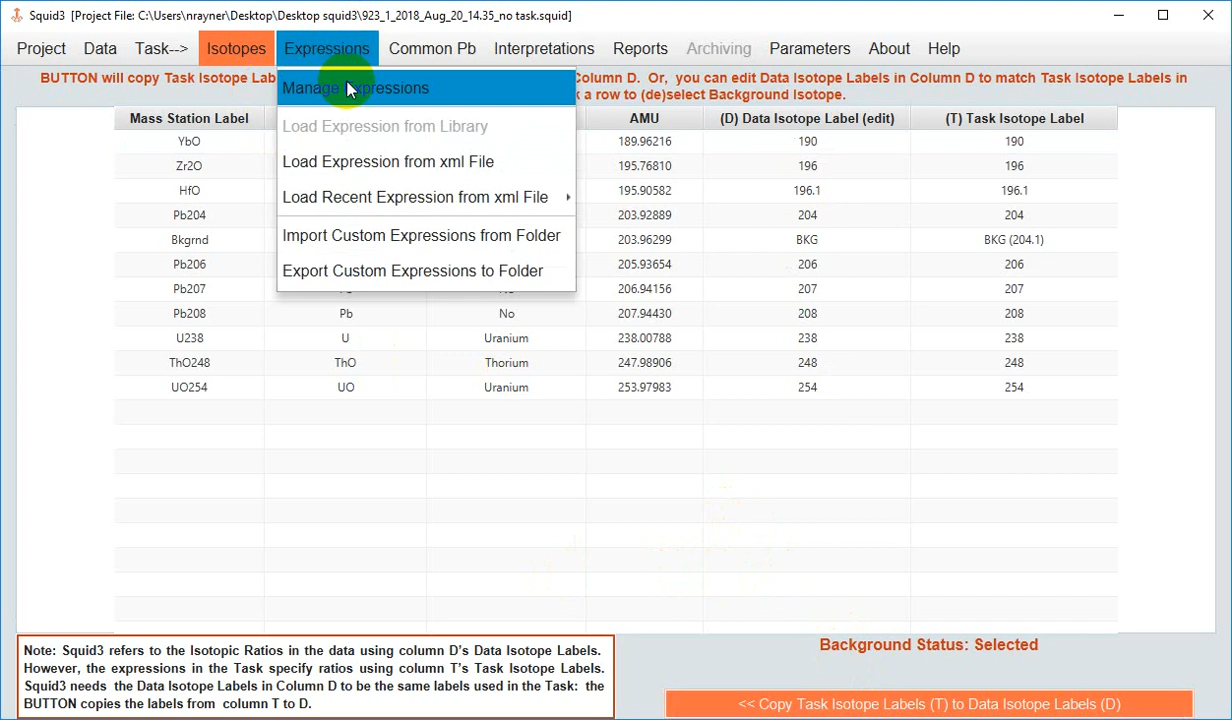 Squid3 [Project File: C:\Users\nrayner\Desktop\Desktop squid3\923_1_2018_Aug_20_14.35_no task.squid]
Project Data Task--> Isotopes Expressions Common Pb Interpretations Reports Archiving Parameters About Help
BUTTON will copy Task Isotope Lab Column D. Or, you can edit Data Isotope Labels in Column D to match Task Isotope Labels in
a row to (de)select Background Isotope.
Manage Expressions
Load Expression from Library
Load Expression from xml File
Load Recent Expression from xml File
Import Custom Expressions from Folder
Export Custom Expressions to Folder
Mass Station Label AMU (D) Data Isotope Label (edit) (T) Task Isotope Label
YbO 189.96216 190 190
Zr2O 195.76810 196 196
HfO 195.90582 196.1 196.1
Pb204 203.92889 204 204
Bkgrnd 203.96299 BKG BKG (204.1)
Pb206 205.93654 206 206
Pb207 206.94156 207 207
Pb208 Pb No 207.94430 208 208
U238 U Uranium 238.00788 238 238
ThO248 ThO Thorium 247.98906 248 248
UO254 UO Uranium 253.97983 254 254
Note: Squid3 refers to the Isotopic Ratios in the data using column D's Data Isotope Labels.
However, the expressions in the Task specify ratios using column T's Task Isotope Labels.
Squid3 needs the Data Isotope Labels in Column D to be the same labels used in the Task: the
BUTTON copies the labels from column T to D.
Background Status: Selected
<< Copy Task Isotope Labels (T) to Data Isotope Labels (D)